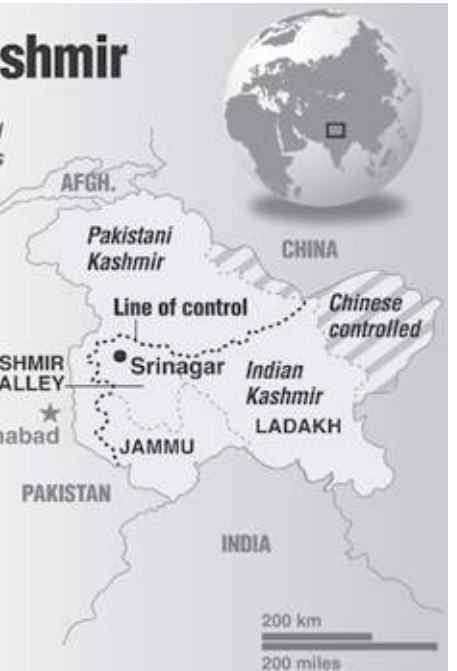 shmir
AFGH.
Pakistani
Kashmir
CHINA
Line of control
Chinese
controlled
SHMIR
ALLEY
Srinagar
Indian
Kashmir
LADAKH
nabad
JAMMU
PAKISTAN
INDIA
200 km
200 miles